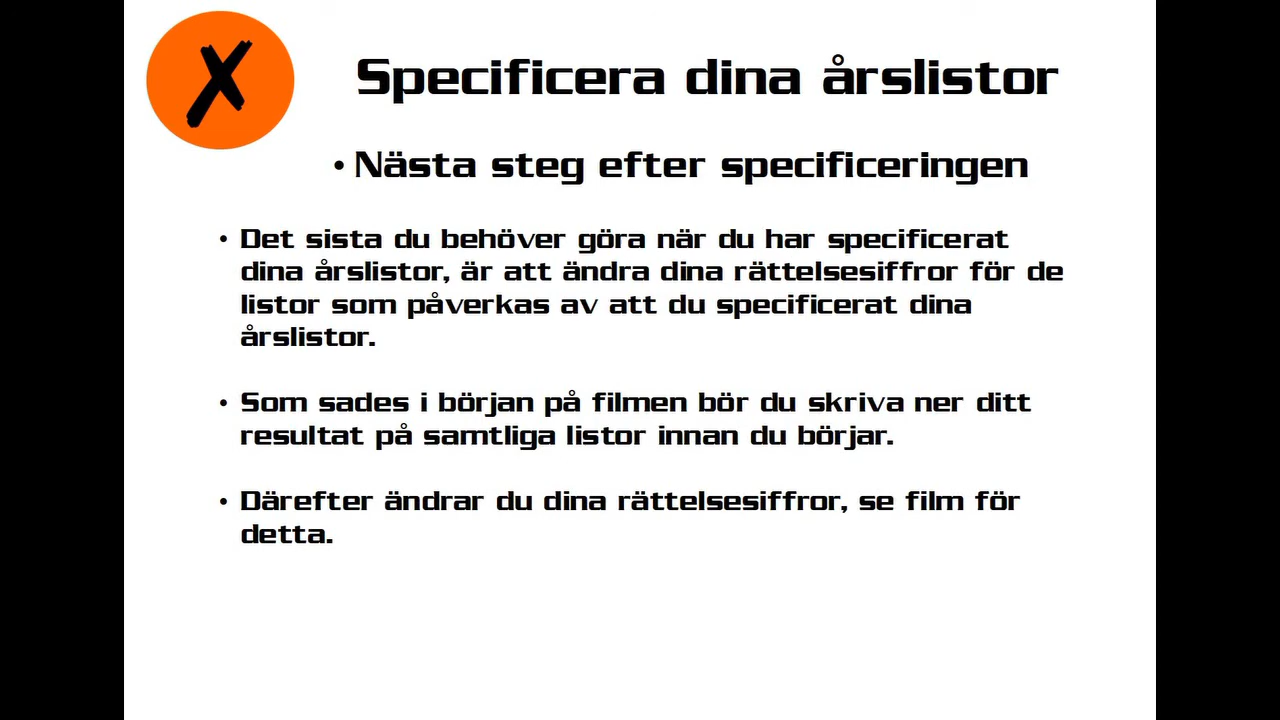 Specificera dina årslistor
• Nästa steg efter specificeringen
• Det sista du behöver göra när du har specificerat
dina årslistor, är att ändra dina rättelsesiffror för de
listor som påverkas av att du specificerat dina
årslistor.
• Som sades i början på filmen bör du skriva ner ditt
resultat på samtliga listor innan du börjar.
• Därefter ändrar du dina rättelsesiffror, se film för
detta.